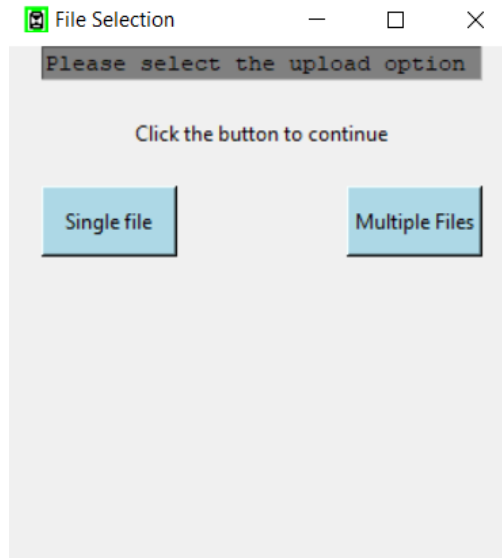 File Selection
Please select the upload option
Click the button to continue
Single file
Multiple Files